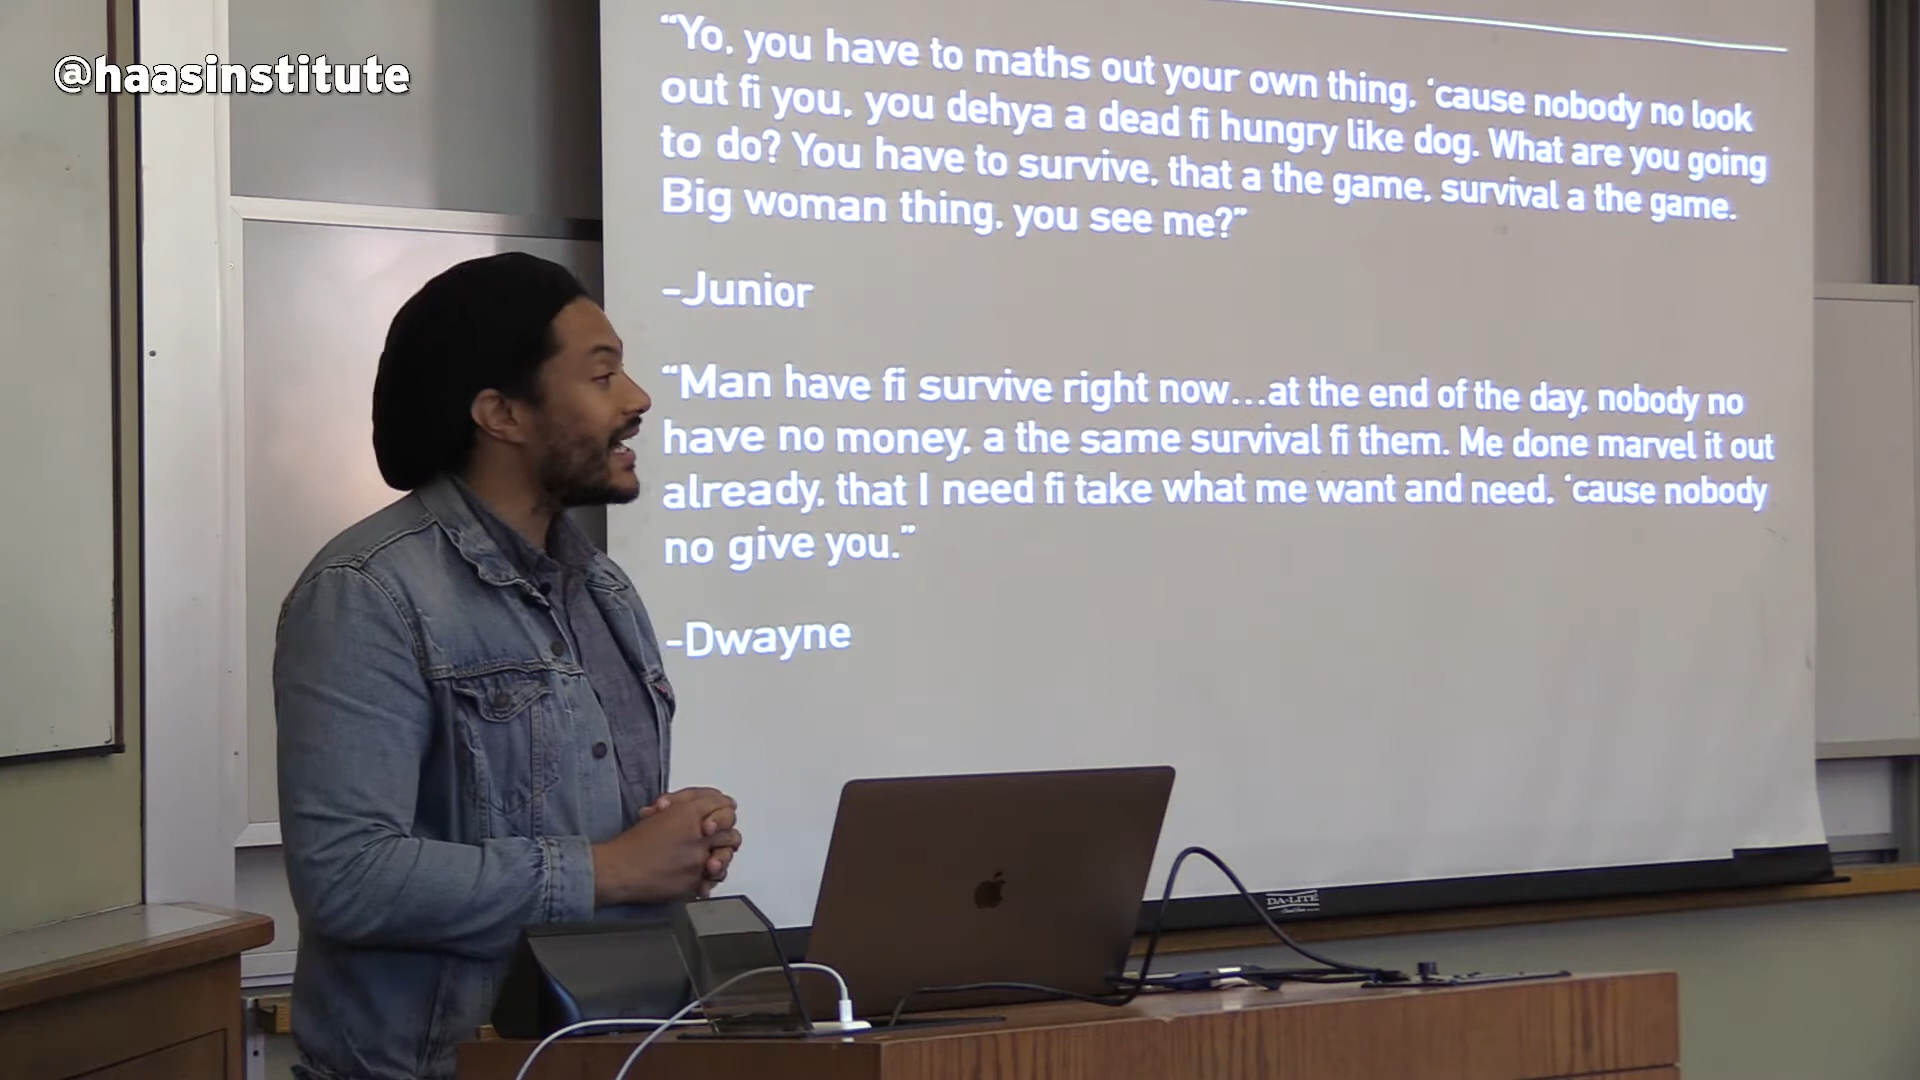 @haasinstitute
“Yo, you have to maths out your own thing, ‘cause nobody no look
out fi you, you dehya a dead fi hungry like dog. What are you going
to do? You have to survive, that a the game, survival a the game.
Big woman thing, you see me?”
-Junior
“Man have fi survive right now...at the end of the day, nobody no
have no money, a the same survival fi them. Me done marvel it out
already, that I need fi take what me want and need, ‘cause nobody
no give you.”
-Dwayne
DA-LITE